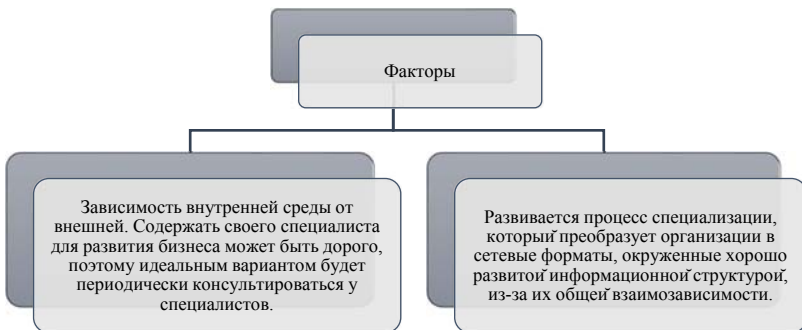 Факторы
Зависимость внутренней среды от
внешней. Содержать своего специалиста
для развития бизнеса может быть дорого,
поэтому идеальным вариантом будет
периодически консультироваться у
специалистов.
Развивается процесс специализации,
который преобразует организации в
сетевые форматы, окруженные хорошо
развитой информационной структурой,
из-за их общей взаимозависимости.